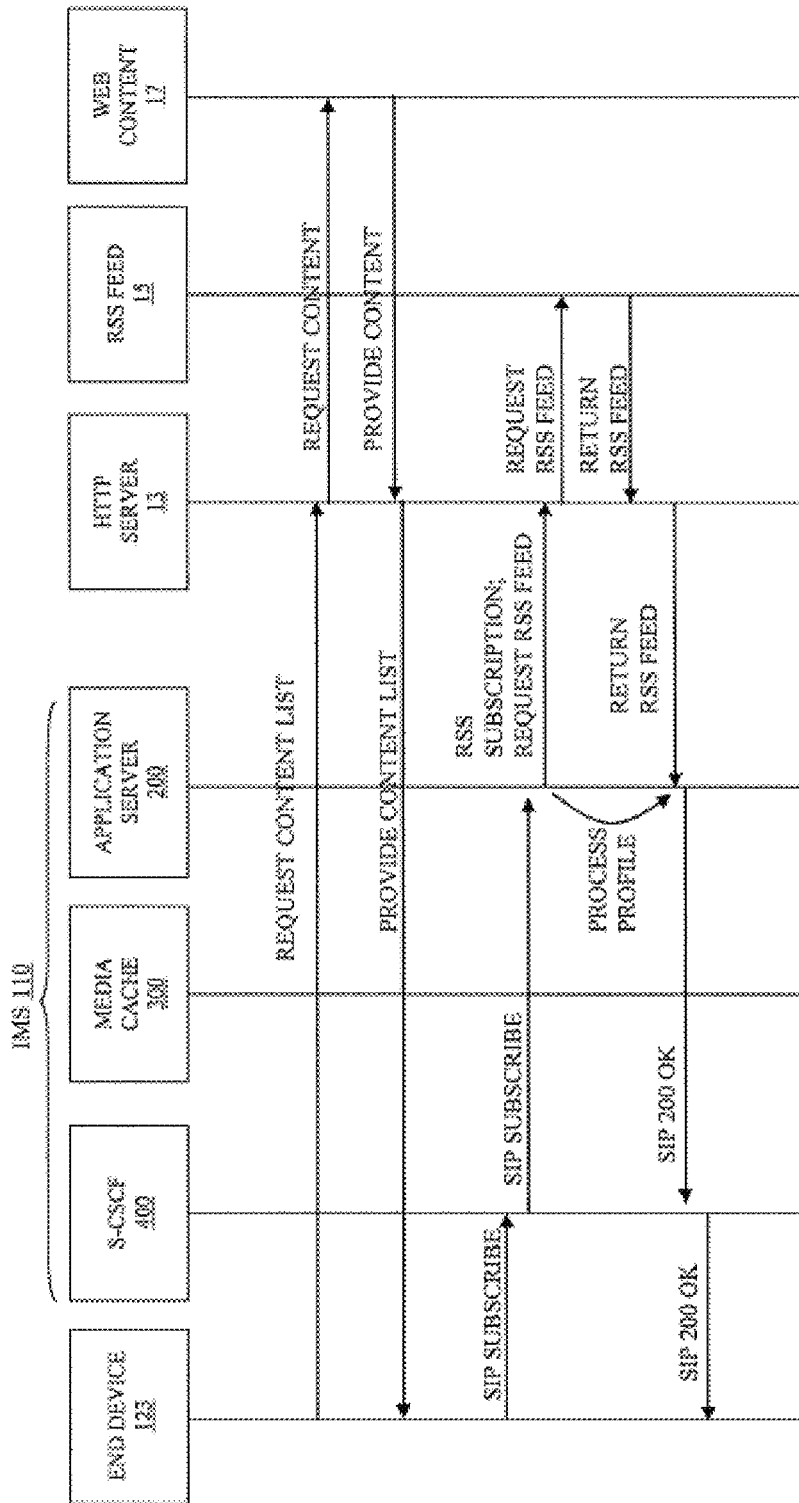 IMS 110
END DEVICE
123
S-CSCF
400
MEDIA
CACHE
300
APPLICATION
SERVER
200
HTTP
SERVER
13
RSS FEED
15
WEB
CONTENT
17
REQUEST CONTENT LIST
REQUEST CONTENT
PROVIDE CONTENT
PROVIDE CONTENT LIST
SIP SUBSCRIBE
SIP SUBSCRIBE
RSS
SUBSCRIPTION;
REQUEST RSS FEED
REQUEST
RSS FEED
RETURN
RSS FEED
PROCESS
PROFILE
RETURN
RSS FEED
SIP 200 OK
SIP 200 OK